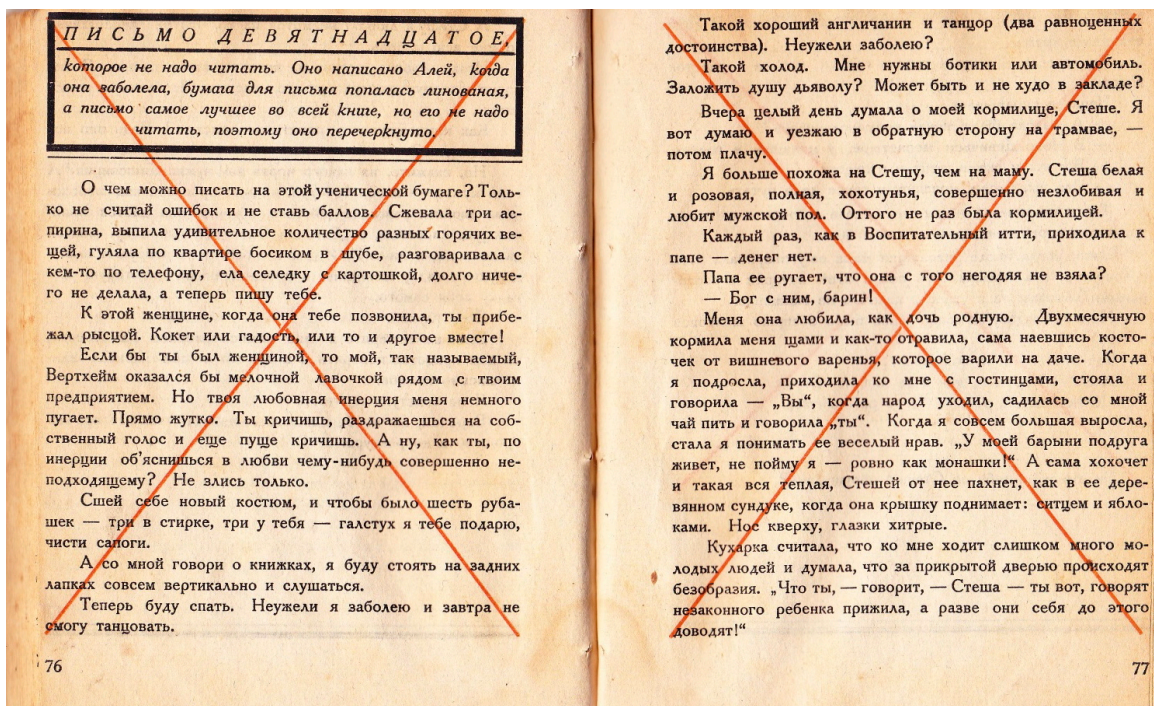 ПИСЬМО ДЕВЯТНАДЦАТОЕ,
которое не надо читать. Оно написано Алей, когда
она заболела, бумага для письма попалась линованая,
а письмо самое лучшее во всей книге, но его не надо
читать, поэтому оно перечеркнуто.
О чем можно писать на этой ученической бумаге? Толь-
ко не считай ошибок и не ставь баллов. Сжевала три ас-
пирина, выпила удивительное количество разных горячих ве-
щей, гуляла по квартире босиком в шубе, разговаривала с
кем-то по телефону, ела селедку с картошкой, долго ниче-
го не делала, а теперь пишу тебе.
К этой женщине, когда она тебе позвонила, ты прибе-
жал рысцой. Кокет или гадость, или то и другое вместе!
Если бы ты был женщиной, то мой, так называемый,
Вертхейм оказался бы мелочной лавочкой рядом с твоим
предприятием. Но твоя любовная инерция меня немного
пугает. Прямо жутко. Ты кричишь, раздражаешься на соб-
ственный голос и еще пуще кричишь. А ну, как ты, по
инерции об'яснишься в любви чему-нибудь совершенно не-
подходящему? Не злись только.
Сшей себе новый костюм, и чтобы было шесть руба-
шек — три в стирке, три у тебя — галстух я тебе подарю,
чисти сапоги.
А со мной говори о книжках, я буду стоять на задних
лапках совсем вертикально и слушаться.
Теперь буду спать. Неужели я заболею и завтра не
смогу танцовать.
76
Такой хороший англичанин и танцор (два равноценных
достоинства). Неужели заболею?
Такой холод. Мне нужны ботики или автомобиль.
Заложить душу дьяволу? Может быть и не худо в закладе?
Вчера целый день думала о моей кормилице, Стеше. Я
вот думаю и уезжаю в обратную сторону на трамвае, —
потом плачу.
Я больше похожа на Стешу, чем на маму. Стеша белая
и розовая, полная, хохотунья, совершенно незлобивая и
любит мужской пол. Оттого не раз была кормилицей.
Каждый раз, как в Воспитательный итти, приходила к
папе — денег нет.
Папа ее ругает, что она с того негодяя не взяла?
— Бог с ним, барин!
Меня она любила, как дочь родную. Двухмесячную
кормила меня щами и как-то отравила, сама наевшись косто-
чек от вишневого варенья, которое варили на даче. Когда
я подросла, приходила ко мне с гостинцами, стояла и
говорила — „Вы“, когда народ уходил, садилась со мной
чай пить и говорила „ты“. Когда я совсем большая выросла,
стала я понимать ее веселый нрав. „У моей барыни подруга
живет, не пойму я — ровно как монашки!“ А сама хохочет
и такая вся теплая, Стешей от нее пахнет, как в ее дере-
вянном сундуке, когда она крышку поднимает: ситцем и ябло-
ками. Нос кверху, глазки хитрые.
Кухарка считала, что ко мне ходит слишком много мо-
лодых людей и думала, что за прикрытой дверью происходят
безобразия. „Что ты, — говорит, — Стеша — ты вот, говорят
незаконного ребенка прижила, а разве они себя до этого
доводят!“
77